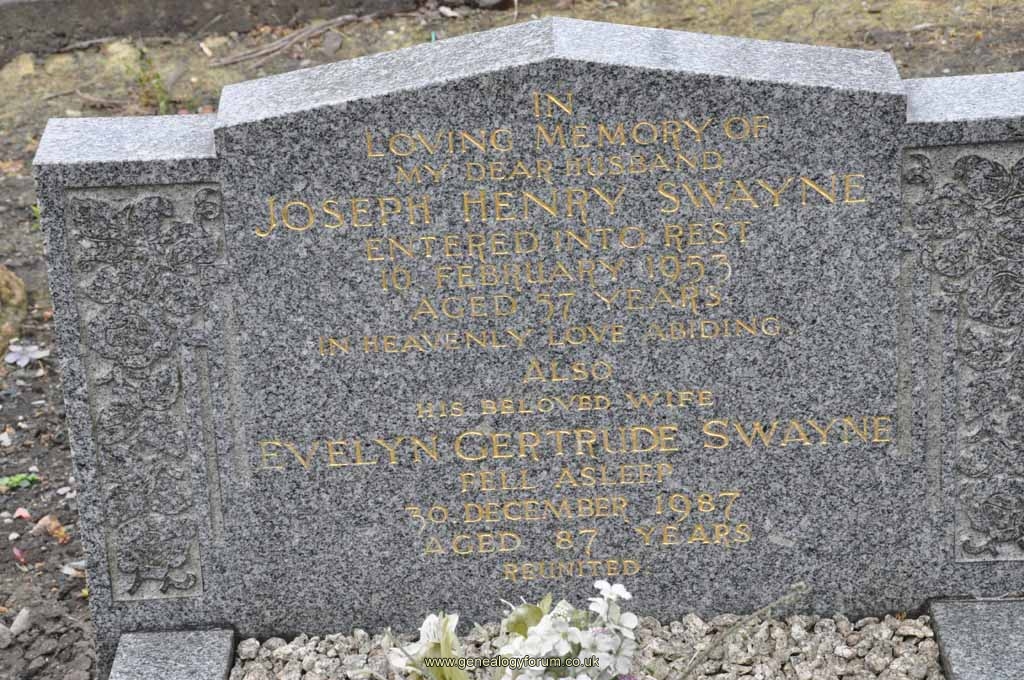 IN
LOVING MEMORY OF
MY DEAR HUSBAND
JOSEPH HENRY SWAYNE
ENTERED INTO REST
10 FEBRUARY 1953
AGED 57 YEARS
IN HEAVENLY LOVE ABIDING.
ALSO
HIS BELOVED WIFE
EVELYN GERTRUDE SWAYNE
FELL ASLEEP
30 DECEMBER 1987
AGED 87 YEARS
REUNITED.
www.genealogyforum.co.uk